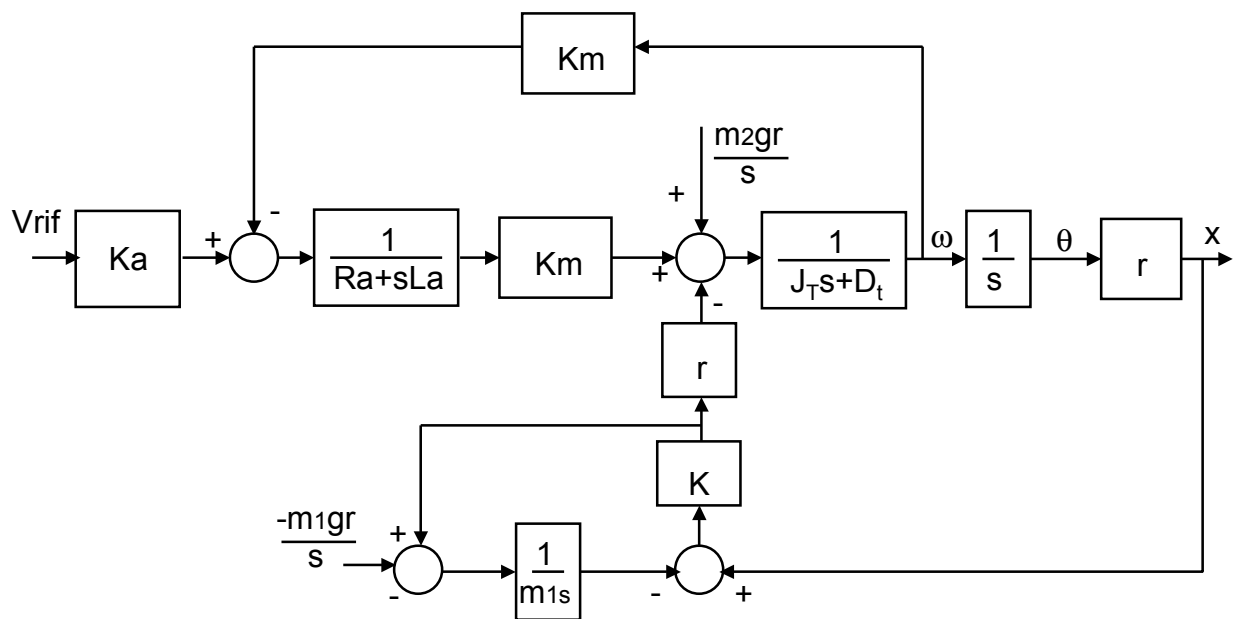 Km
m2gr
s
+
-
Vrif
Ka
+
1
Ra+sLa
Km
+
1
JTs+Dt
ω
1
s
θ
r
x
-
r
K
-m1gr
s
+
-
1
m1s
-
+